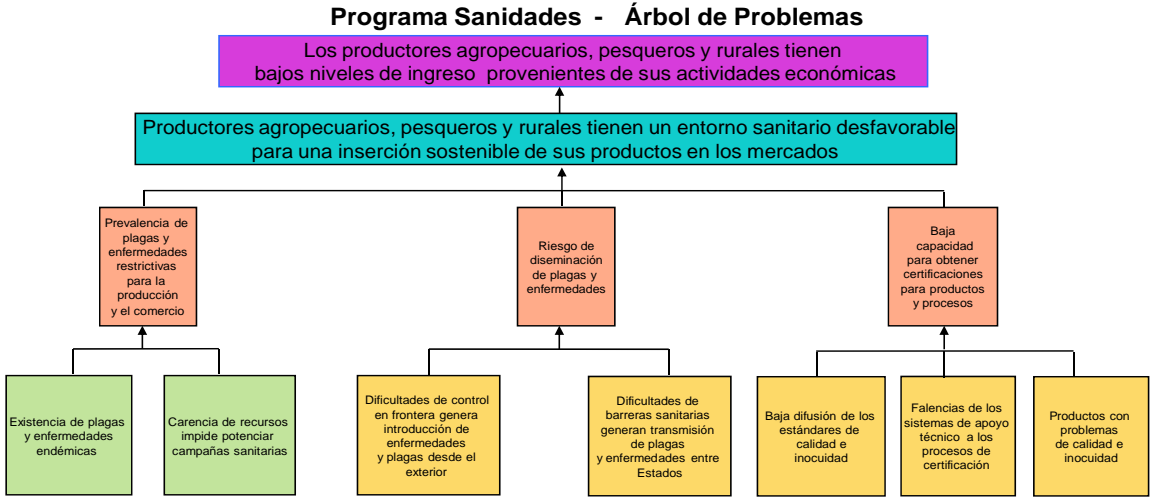 Programa Sanidades - Árbol de Problemas
Los productores agropecuarios, pesqueros y rurales tienen
bajos niveles de ingreso provenientes de sus actividades económicas
Productores agropecuarios, pesqueros y rurales tienen un entorno sanitario desfavorable
para una inserción sostenible de sus productos en los mercados
Prevalencia de
plagas y
enfermedades
restrictivas
para la
producción
y el comercio
Riesgo de
diseminación
de plagas y
enfermedades
Baja
capacidad
para obtener
certificaciones
para productos
y procesos
Existencia de plagas
y enfermedades
endémicas
Carencia de recursos
impide potenciar
campañas sanitarias
Dificultades de control
en frontera genera
introducción de
enfermedades
y plagas desde el
exterior
Dificultades de
barreras sanitarias
generan transmisión
de plagas
y enfermedades entre
Estados
Baja difusión de los
estándares de
calidad e
inocuidad
Falencias de los
sistemas de apoyo
técnico a los
procesos de
certificación
Productos con
problemas
de calidad e
inocuidad